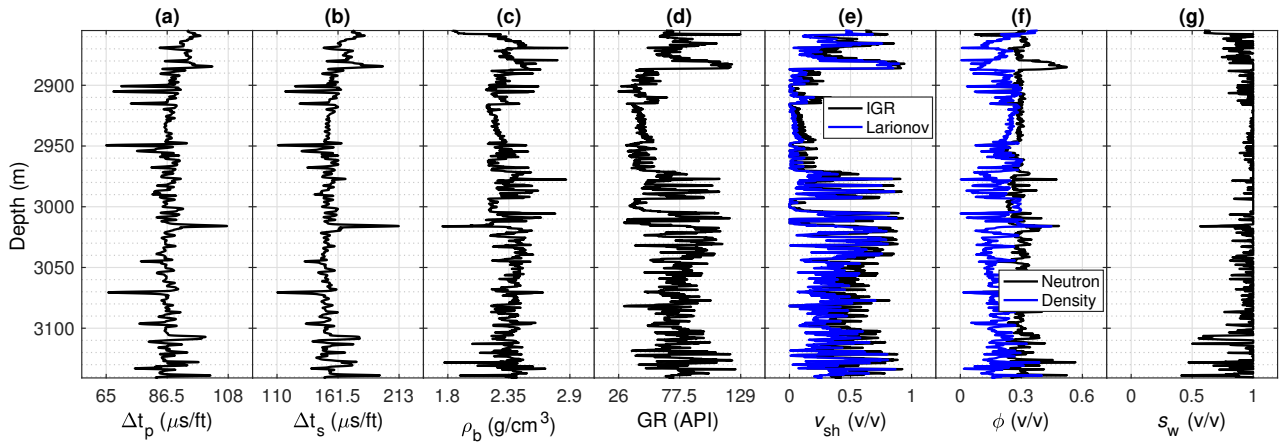 (a) (b) (c) (d) (e) (f) (g)
Depth (m)
2900
2950
3000
3050
3100
IGR
Larionov
Neutron
Density
65 86.5 108 110 161.5 213 1.8 2.35 2.9 26 77.5 129 0 0.5 1 0 0.3 0.6 0 0.5 1
Δt_p (μs/ft) Δt_s (μs/ft) ρ_b (g/cm³) GR (API) v_sh (v/v) ϕ (v/v) s_w (v/v)